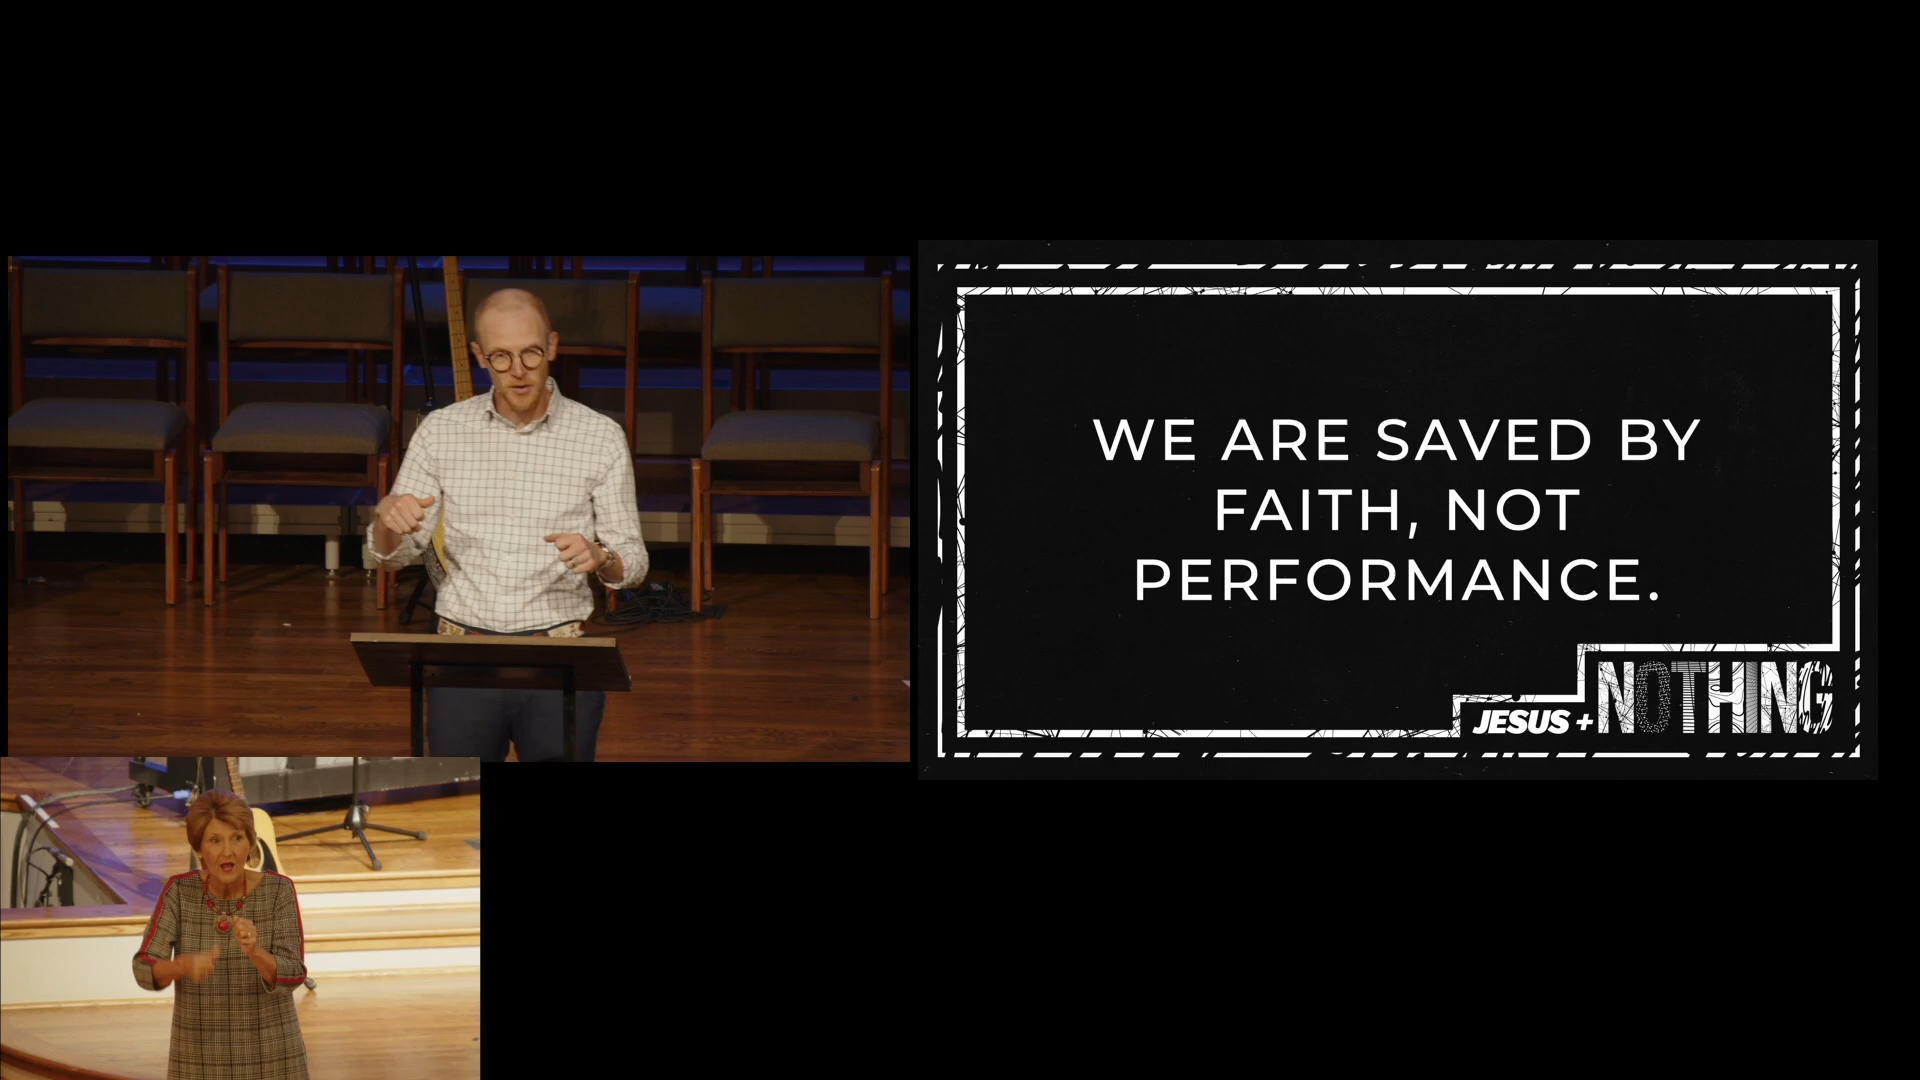 WE ARE SAVED BY
FAITH, NOT
PERFORMANCE.
JESUS + NOTHING